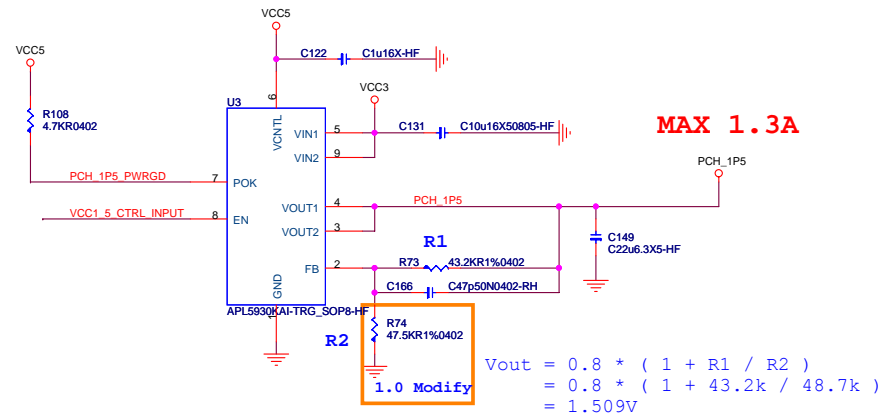 VCC5
C122
C1u16X-HF
VCC5
VCC3
R108
4.7KR0402
U3
6
VCNTL
VIN1
5
C131
C10u16X50805-HF
MAX 1.3A
VIN2
9
PCH_1P5
PCH_1P5_PWRGD
7
POK
VOUT1
4
PCH_1P5
VCC1_5_CTRL_INPUT
8
EN
VOUT2
3
C149
C22u6.3X5-HF
R1
FB
2
R73
43.2KR1%0402
GND
1
C166
C47p50N0402-RH
APL5930KAI-TRG_SOP8-HF
R2
R74
47.5KR1%0402
1.0 Modify
Vout = 0.8 * ( 1 + R1 / R2 )
= 0.8 * ( 1 + 43.2k / 48.7k )
= 1.509V